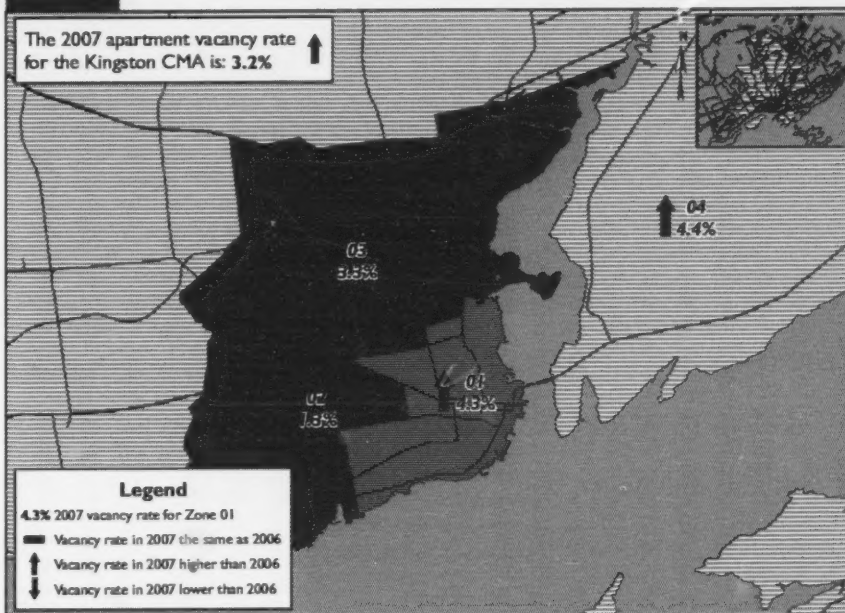 The 2007 apartment vacancy rate
for the Kingston CMA is: 3.2%
N
04
4.4%
03
3.3%
01
4.3%
02
Legend
4.3% 2007 vacancy rate for Zone 01
Vacancy rate in 2007 the same as 2006
Vacancy rate in 2007 higher than 2006
Vacancy rate in 2007 lower than 2006